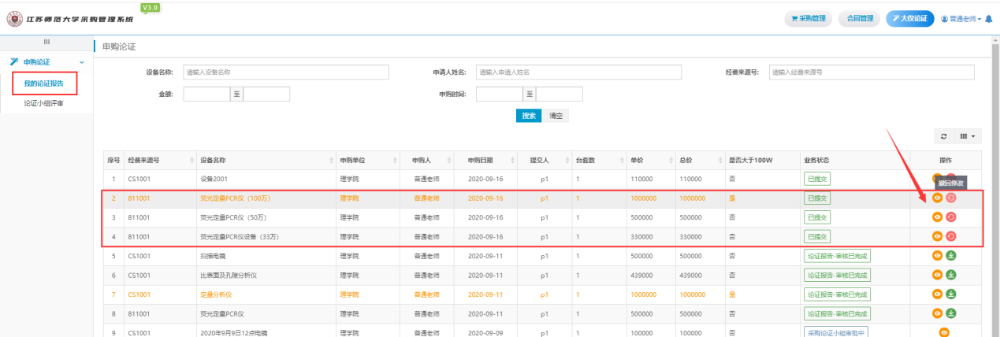 V3.0
江苏师范大学采购管理系统
采购管理 合同管理 大仪论证 普通老师
申购论证
我的论证报告
论证小组评审
申购论证
设备名称: 请输入设备名称 申请人姓名: 请输入申请人姓名 经费来源号: 请输入经费来源号
金额: 至 申购时间: 至
搜索 清空
序号 经费来源号 设备名称 申购单位 申购人 申购日期 提交人 台套数 单价 总价 是否大于100W 业务状态 操作
1 CS1001 设备2001 理学院 普通老师 2020-09-16 p1 1 110000 110000 否 已提交
撤回修改
2 811001 荧光定量PCR仪（100万） 理学院 普通老师 2020-09-16 p1 1 1000000 1000000 是 已提交
3 811001 荧光定量PCR仪（50万） 理学院 普通老师 2020-09-16 p1 1 500000 500000 否 已提交
4 811001 荧光定量PCR仪设备（33万） 理学院 普通老师 2020-09-16 p1 1 330000 330000 否 已提交
5 CS1001 扫描电镜 理学院 普通老师 2020-09-11 p1 1 500000 500000 否 论证报告-审核已完成
6 CS1001 比表面及孔隙分析仪 理学院 普通老师 2020-09-11 p1 1 439000 439000 否 论证报告-审核已完成
7 CS1001 定量分析仪 理学院 普通老师 2020-09-11 p1 1 1000000 1000000 是 论证报告-审核已完成
8 811001 荧光定量PCR仪 理学院 普通老师 2020-09-11 p1 1 500000 500000 否 论证报告-审核已完成
9 CS1001 2020年9月9日12点电镜 理学院 普通老师 2020-09-09 p1 1 100000 100000 否 采购论证小组审批中